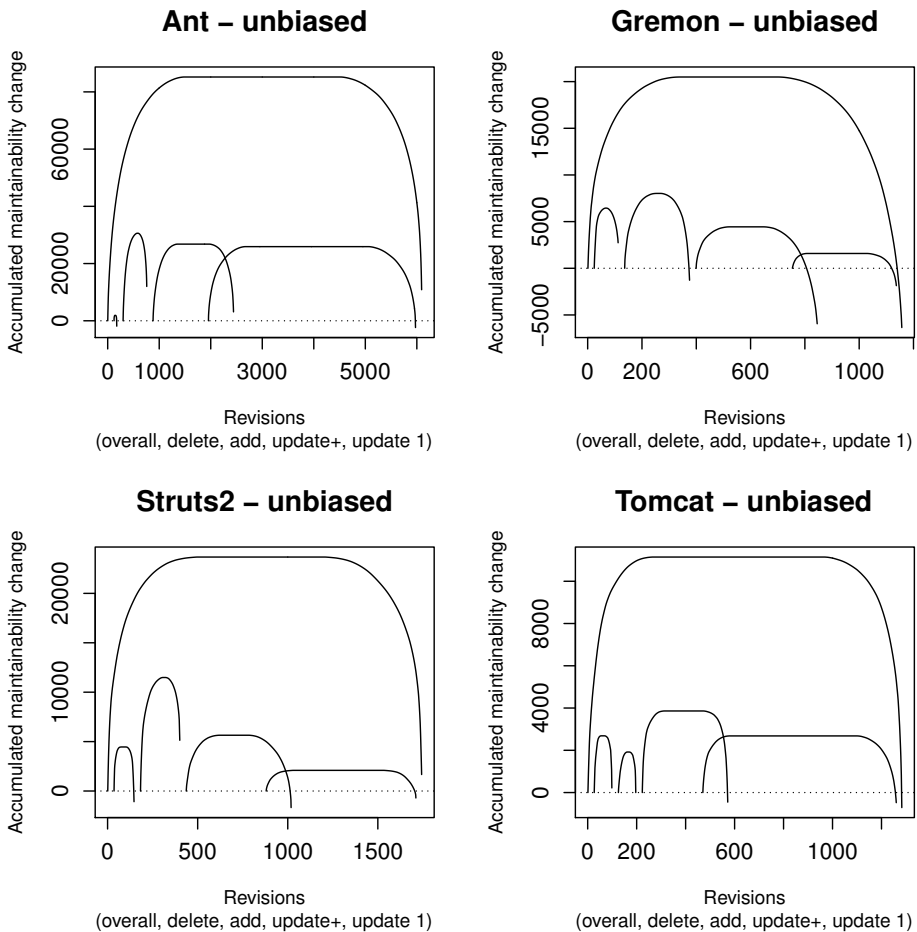 Ant − unbiased
Accumulated maintainability change
0
20000
60000
0
1000
3000
5000
Revisions
(overall, delete, add, update+, update 1)
Gremon − unbiased
Accumulated maintainability change
−5000
5000
15000
0
200
600
1000
Revisions
(overall, delete, add, update+, update 1)
Struts2 − unbiased
Accumulated maintainability change
0
10000
20000
0
500
1000
1500
Revisions
(overall, delete, add, update+, update 1)
Tomcat − unbiased
Accumulated maintainability change
0
4000
8000
0
200
600
1000
Revisions
(overall, delete, add, update+, update 1)